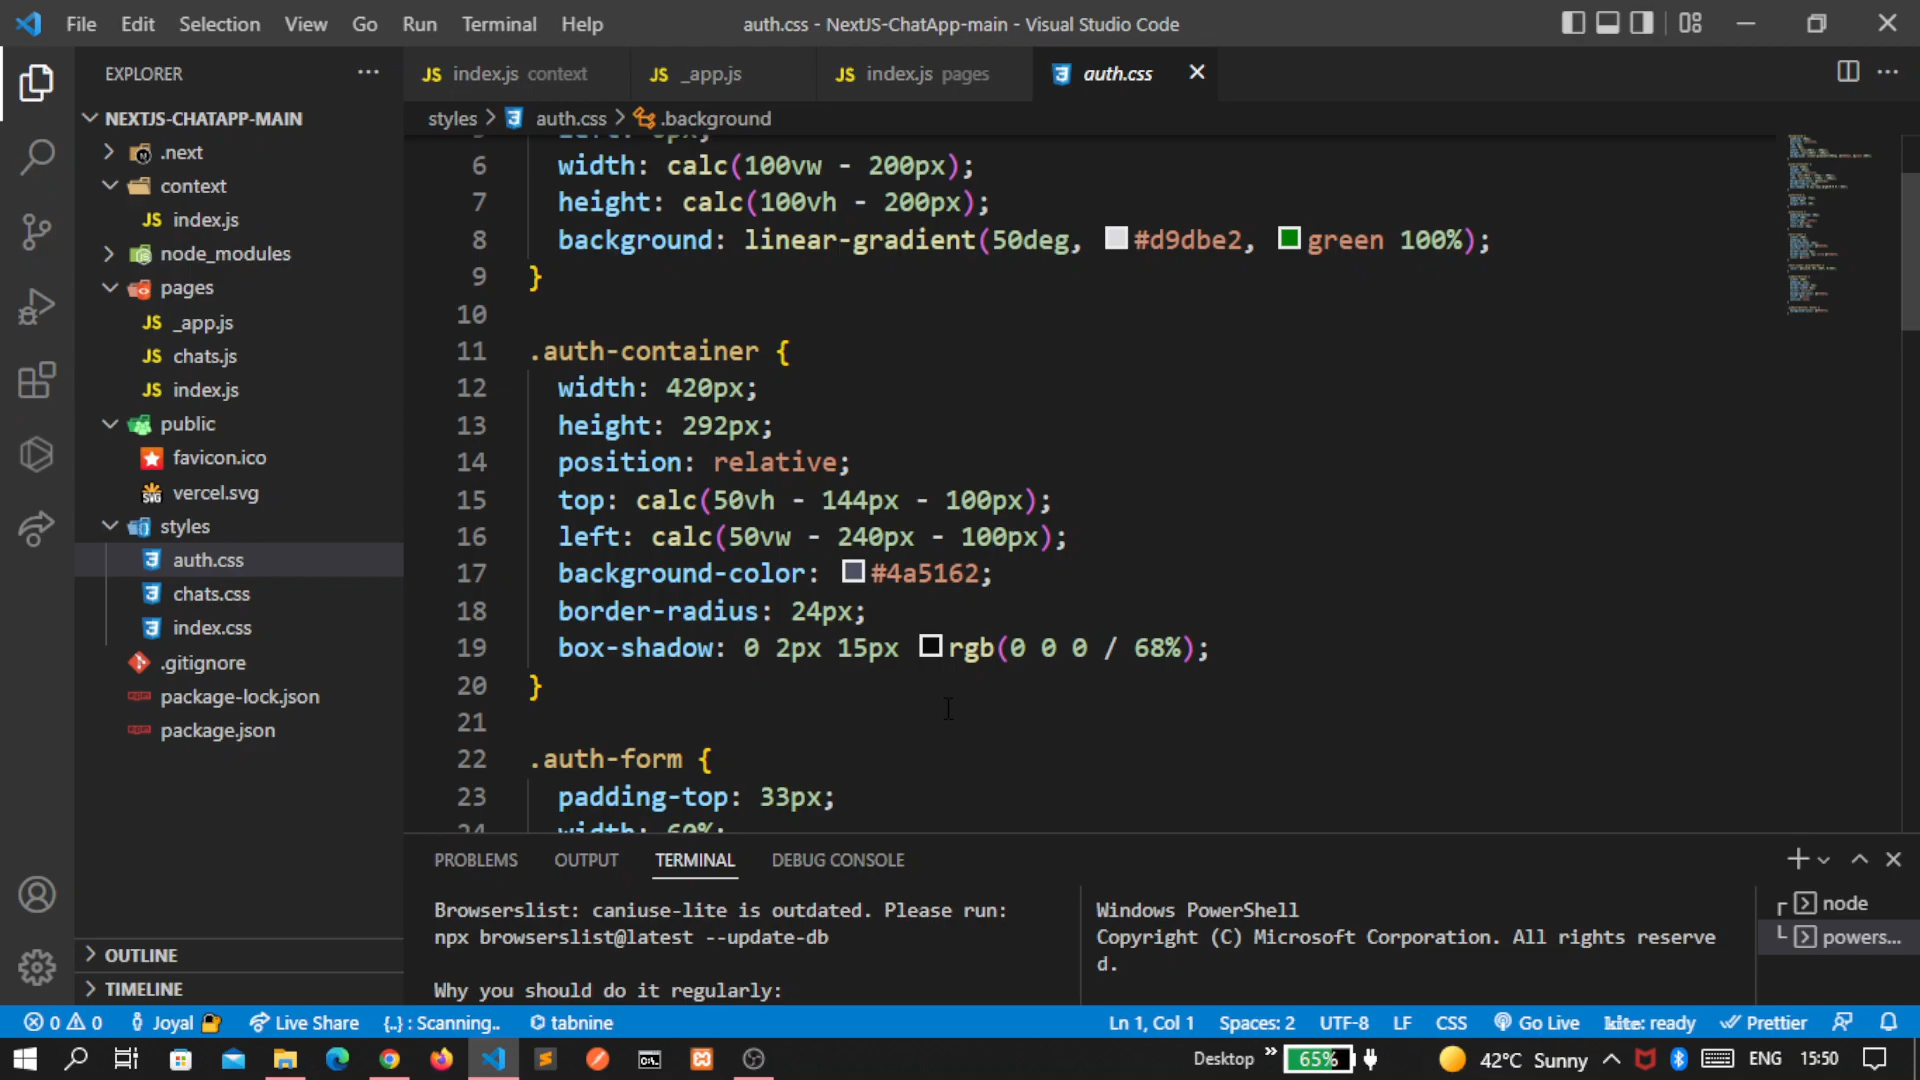 File Edit Selection View Go Run Terminal Help
auth.css - NextJS-ChatApp-main - Visual Studio Code
EXPLORER
NEXTJS-CHATAPP-MAIN
.next
context
JS index.js
node_modules
pages
JS _app.js
JS chats.js
JS index.js
public
favicon.ico
SVG vercel.svg
styles
auth.css
chats.css
index.css
.gitignore
package-lock.json
package.json
OUTLINE
TIMELINE
JS index.js context
JS _app.js
JS index.js pages
auth.css
styles > auth.css > .background
6 width: calc(100vw - 200px);
7 height: calc(100vh - 200px);
8 background: linear-gradient(50deg, #d9dbe2, green 100%);
9 }
10
11 .auth-container {
12 width: 420px;
13 height: 292px;
14 position: relative;
15 top: calc(50vh - 144px - 100px);
16 left: calc(50vw - 240px - 100px);
17 background-color: #4a5162;
18 border-radius: 24px;
19 box-shadow: 0 2px 15px rgb(0 0 0 / 68%);
20 }
21
22 .auth-form {
23 padding-top: 33px;
24 width: 60%;
PROBLEMS OUTPUT TERMINAL DEBUG CONSOLE
Browserslist: caniuse-lite is outdated. Please run:
npx browserslist@latest --update-db
Why you should do it regularly:
Windows PowerShell
Copyright (C) Microsoft Corporation. All rights reserve
d.
node
powers...
0 0 Joyal Live Share {..} : Scanning.. tabnine Ln 1, Col 1 Spaces: 2 UTF-8 LF CSS Go Live kite: ready Prettier
Desktop 65% 42°C Sunny ENG 15:50